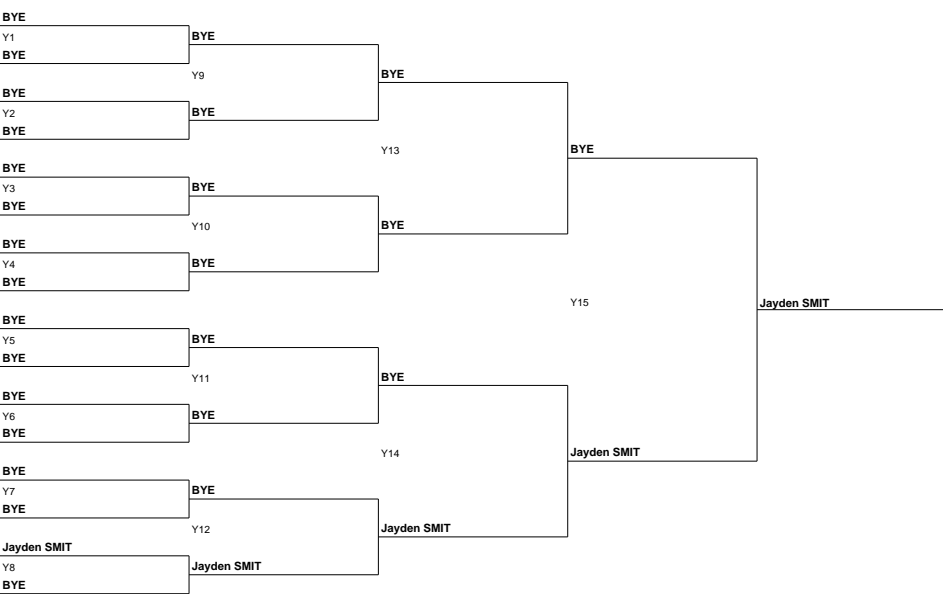 BYE
Y1
BYE
BYE
Y9
BYE
BYE
Y2
BYE
BYE
Y13
BYE
BYE
Y3
BYE
BYE
Y10
BYE
BYE
Y4
BYE
BYE
Y15
Jayden SMIT
BYE
Y5
BYE
BYE
Y11
BYE
BYE
Y6
BYE
BYE
Y14
Jayden SMIT
BYE
Y7
BYE
BYE
Y12
Jayden SMIT
Jayden SMIT
Y8
BYE
Jayden SMIT